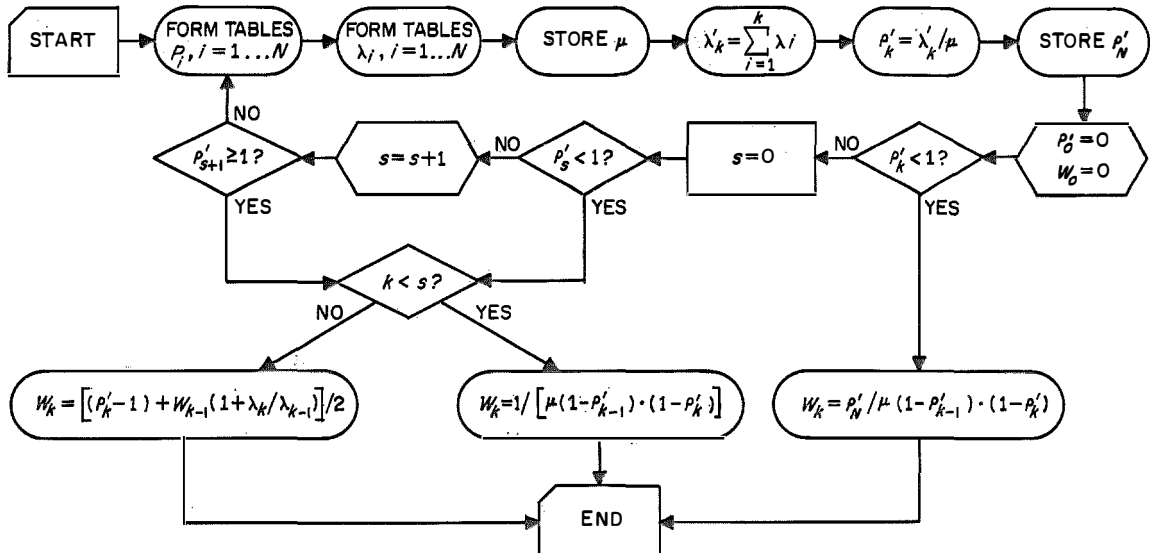 START
FORM TABLES
P_i, i = 1...N
FORM TABLES
λ_i, i = 1...N
STORE μ
λ'_k = \sum_{i=1}^{k} λ_i
ρ'_k = λ'_k/μ
STORE ρ'_N
ρ'_0 = 0
W_0 = 0
ρ'_k < 1?
NO
YES
s = 0
ρ'_s < 1?
NO
YES
s = s+1
ρ'_{s+1} ≥ 1?
NO
YES
k < s?
NO
YES
W_k = [(ρ'_k - 1) + W_{k-1}(1 + λ_k/λ_{k-1})]/2
W_k = 1/[μ(1-ρ'_{k-1})·(1-ρ'_k)]
W_k = ρ'_N/μ(1-ρ'_{k-1})·(1-ρ'_k)
END